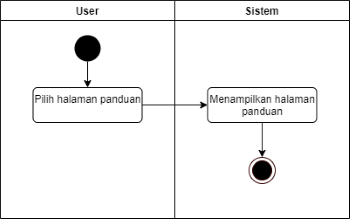 User
Sistem
Pilih halaman panduan
Menampilkan halaman
panduan